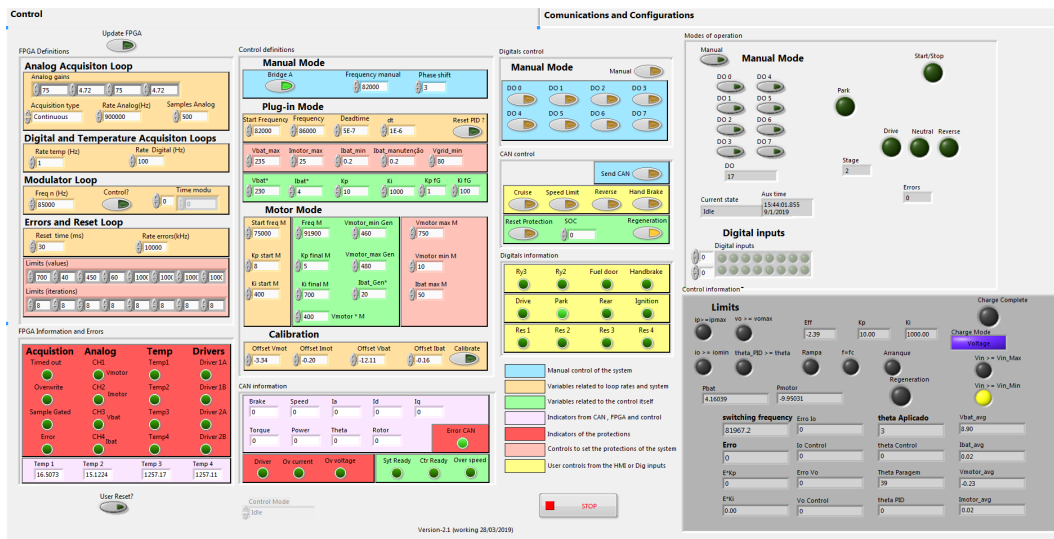 Control
Comunications and Configurations
Update FPGA
FPGA Definitions
Analog Acquisiton Loop
Analog gains
75 4.72 75 4.72
Acquisition type Rate Analog(Hz) Samples Analog
Continuous 900000 500
Digital and Temperature Acquisiton Loops
Rate temp (Hz) Rate Digital (Hz)
1 100
Modulator Loop
Freq n (Hz) Control? Time modu
85000 0 0
Errors and Reset Loop
Reset time (ms) Rate errors(kHz)
30 10000
Limits (values)
700 40 450 60 100( 100( 100( 100(
Limits (iterations)
8 8 8 8 8 8 8 8
FPGA Information and Errors
Acquistion Analog Temp Drivers
Timed out CH1 Temp1 Driver 1A
Vmotor
Overwrite CH2 Temp2 Driver 1B
Imotor
Sample Gated CH3 Temp3 Driver 2A
Vbat
Error CH4 Temp4 Driver 2B
Ibat
Temp 1 Temp 2 Temp 3 Temp 4
16.5073 15.1224 1257.17 1257.11
User Reset?
Control definitions
Manual Mode
Bridge A Frequency manual Phase shift
82000 3
Plug-in Mode
Start Frequency Frequency Deadtime dt Reset PID ?
82000 86000 5E-7 1E-6
Vbat_max Imotor_max Ibat_min Ibat_manutenção Vgrid_min
235 25 0.2 0.2 80
Vbat* Ibat* Kp Ki Kp fG Ki fG
230 4 10 1000 1 100
Motor Mode
Start freq M Freq M Vmotor_min Gen Vmotor max M
75000 91900 460 750
Kp start M Kp final M Vmotor_max Gen Vmotor min M
8 5 480 10
Ki start M Ki final M Ibat_Gen* Ibat max M
400 700 20 50
400 Vmotor * M
Calibration
Offset Vmot Offset Imot Offset Vbat Offset Ibat Calibrate
-3.34 -0.20 -12.11 -0.16
CAN information
Brake Speed Ia Id Iq
0 0 0 0 0
Torque Power Theta Rotor Error CAN
0 0 0 0
Driver Ov current Ov voltage Syt Ready Ctr Ready Over speed
Control Mode
Idle
Version-2.1 (working 28/03/2019)
Digitals control
Manual Mode Manual
DO 0 DO 1 DO 2 DO 3
DO 4 DO 5 DO 6 DO 7
CAN control
Send CAN
Cruise Speed Limit Reverse Hand Brake
Reset Protection SOC Regeneration
0
Digitals information
Ry3 Ry2 Fuel door Handbrake
Drive Park Rear Ignition
Res 1 Res 2 Res 3 Res 4
Manual control of the system
Variables related to loop rates and system
Variables related to the control itself
Indicators from CAN , FPGA and control
Indicators of the protections
Controls to set the protections of the system
User controls from the HMI or Dig inputs
STOP
Modes of operation
Manual
Manual Mode
DO 0 DO 4
DO 1 DO 5
DO 2 DO 6
DO 3 DO 7
DO
17
Start/Stop
Park
Drive Neutral Reverse
Stage
2
Errors
0
Current state
Idle
Aux time
15:44:01.855
9/1/2019
Digital inputs
Digital inputs
0
0
Control information
Limits
Charge Complete
ip>=ipmax vo >= vomax Eff Kp Ki
-2.39 10.00 1000.00
Charge Mode
Voltage
io >= iomin theta_PID >= theta Rampa f=fc Arranque Vin >= Vin_Max
Regeneration
Vin >= Vin_Min
Pbat Pmotor
4.16039 -9.95031
switching frequency Erro Io theta Aplicado Vbat_avg
81967.2 0 3 8.90
Erro Io Control theta Control Ibat_avg
0 0 0 0.02
E*Kp Erro Vo Theta Paragem Vmotor_avg
0 0 39 -0.23
E*Ki Vo Control theta PID Imotor_avg
0.00 0 0 0.02